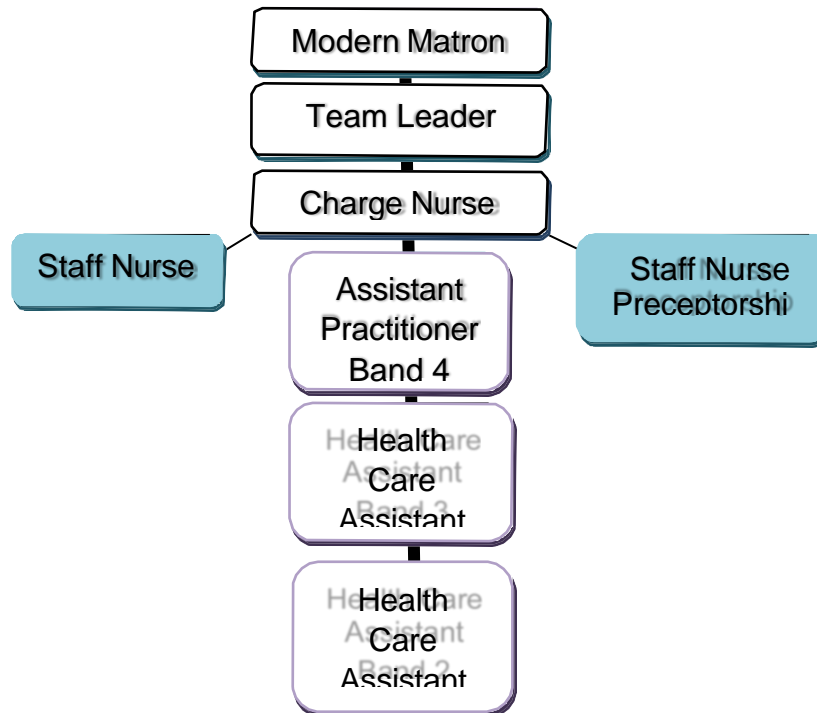 Modern Matron
Team Leader
Charge Nurse
Staff Nurse
Staff Nurse
Preceptorshi
Assistant
Practitioner
Band 4
Health
Care
Assistant
Health
Care
Assistant